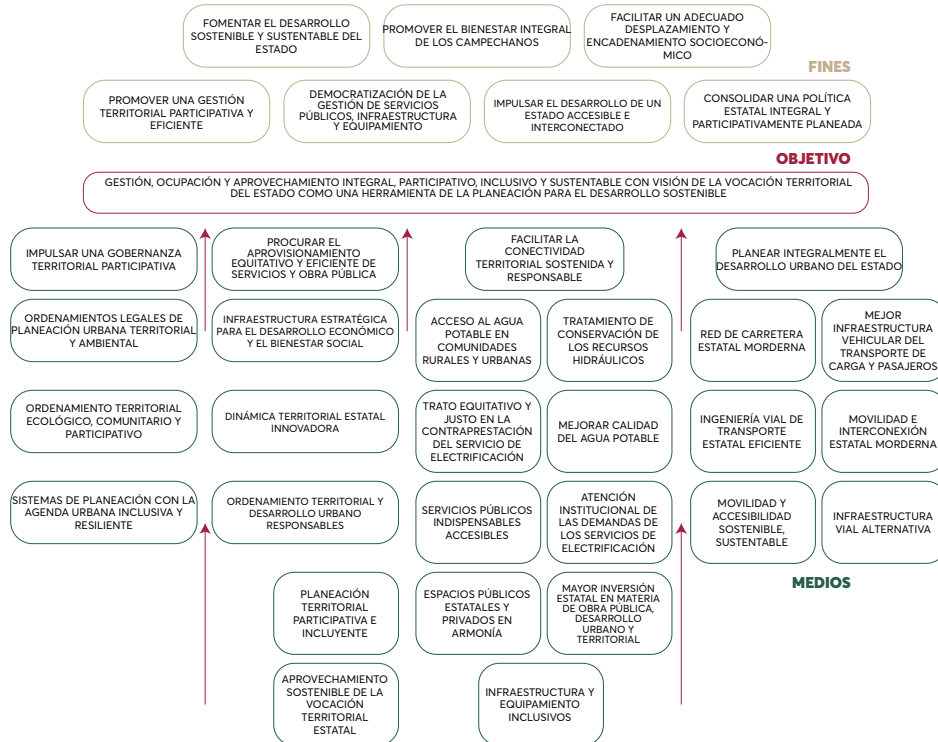 FOMENTAR EL DESARROLLO
SOSTENIBLE Y SUSTENTABLE DEL
ESTADO
PROMOVER EL BIENESTAR INTEGRAL
DE LOS CAMPECHANOS
FACILITAR UN ADECUADO
DESPLAZAMIENTO Y
ENCADENAMIENTO SOCIOECONÓ-
MICO
FINES
PROMOVER UNA GESTIÓN
TERRITORIAL PARTICIPATIVA Y
EFICIENTE
DEMOCRATIZACIÓN DE LA
GESTIÓN DE SERVICIOS
PÚBLICOS, INFRAESTRUCTURA
Y EQUIPAMIENTO
IMPULSAR EL DESARROLLO DE UN
ESTADO ACCESIBLE E
INTERCONECTADO
CONSOLIDAR UNA POLÍTICA
ESTATAL INTEGRAL Y
PARTICIPATIVAMENTE PLANEADA
OBJETIVO
GESTIÓN, OCUPACIÓN Y APROVECHAMIENTO INTEGRAL, PARTICIPATIVO, INCLUSIVO Y SUSTENTABLE CON VISIÓN DE LA VOCACIÓN TERRITORIAL
DEL ESTADO COMO UNA HERRAMIENTA DE LA PLANEACIÓN PARA EL DESARROLLO SOSTENIBLE
IMPULSAR UNA GOBERNANZA
TERRITORIAL PARTICIPATIVA
PROCURAR EL
APROVISIONAMIENTO
EQUITATIVO Y EFICIENTE DE
SERVICIOS Y OBRA PÚBLICA
FACILITAR LA
CONECTIVIDAD
TERRITORIAL SOSTENIDA Y
RESPONSABLE
PLANEAR INTEGRALMENTE EL
DESARROLLO URBANO DEL ESTADO
ORDENAMIENTOS LEGALES DE
PLANEACIÓN URBANA TERRITORIAL
Y AMBIENTAL
INFRAESTRUCTURA ESTRATÉGICA
PARA EL DESARROLLO ECONÓMICO
Y EL BIENESTAR SOCIAL
ACCESO AL AGUA
POTABLE EN
COMUNIDADES
RURALES Y URBANAS
TRATAMIENTO DE
CONSERVACIÓN DE
LOS RECURSOS
HIDRÁULICOS
RED DE CARRETERA
ESTATAL MORDERNA
MEJOR
INFRAESTRUCTURA
VEHICULAR DEL
TRANSPORTE DE
CARGA Y PASAJEROS
ORDENAMIENTO TERRITORIAL
ECOLÓGICO, COMUNITARIO Y
PARTICIPATIVO
DINÁMICA TERRITORIAL ESTATAL
INNOVADORA
TRATO EQUITATIVO Y
JUSTO EN LA
CONTRAPRESTACIÓN
DEL SERVICIO DE
ELECTRIFICACIÓN
MEJORAR CALIDAD
DEL AGUA POTABLE
INGENIERÍA VIAL DE
TRANSPORTE
ESTATAL EFICIENTE
MOVILIDAD E
INTERCONEXIÓN
ESTATAL MORDERNA
SISTEMAS DE PLANEACIÓN CON LA
AGENDA URBANA INCLUSIVA Y
RESILIENTE
ORDENAMIENTO TERRITORIAL Y
DESARROLLO URBANO
RESPONSABLES
SERVICIOS PÚBLICOS
INDISPENSABLES
ACCESIBLES
ATENCIÓN
INSTITUCIONAL DE
LAS DEMANDAS DE
LOS SERVICIOS DE
ELECTRIFICACIÓN
MOVILIDAD Y
ACCESIBILIDAD
SOSTENIBLE,
SUSTENTABLE
INFRAESTRUCTURA
VIAL ALTERNATIVA
MEDIOS
PLANEACIÓN
TERRITORIAL
PARTICIPATIVA E
INCLUYENTE
ESPACIOS PÚBLICOS
ESTATALES Y
PRIVADOS EN
ARMONÍA
MAYOR INVERSIÓN
ESTATAL EN MATERIA
DE OBRA PÚBLICA,
DESARROLLO
URBANO Y
TERRITORIAL
APROVECHAMIENTO
SOSTENIBLE DE LA
VOCACIÓN
TERRITORIAL
ESTATAL
INFRAESTRUCTURA Y
EQUIPAMIENTO
INCLUSIVOS